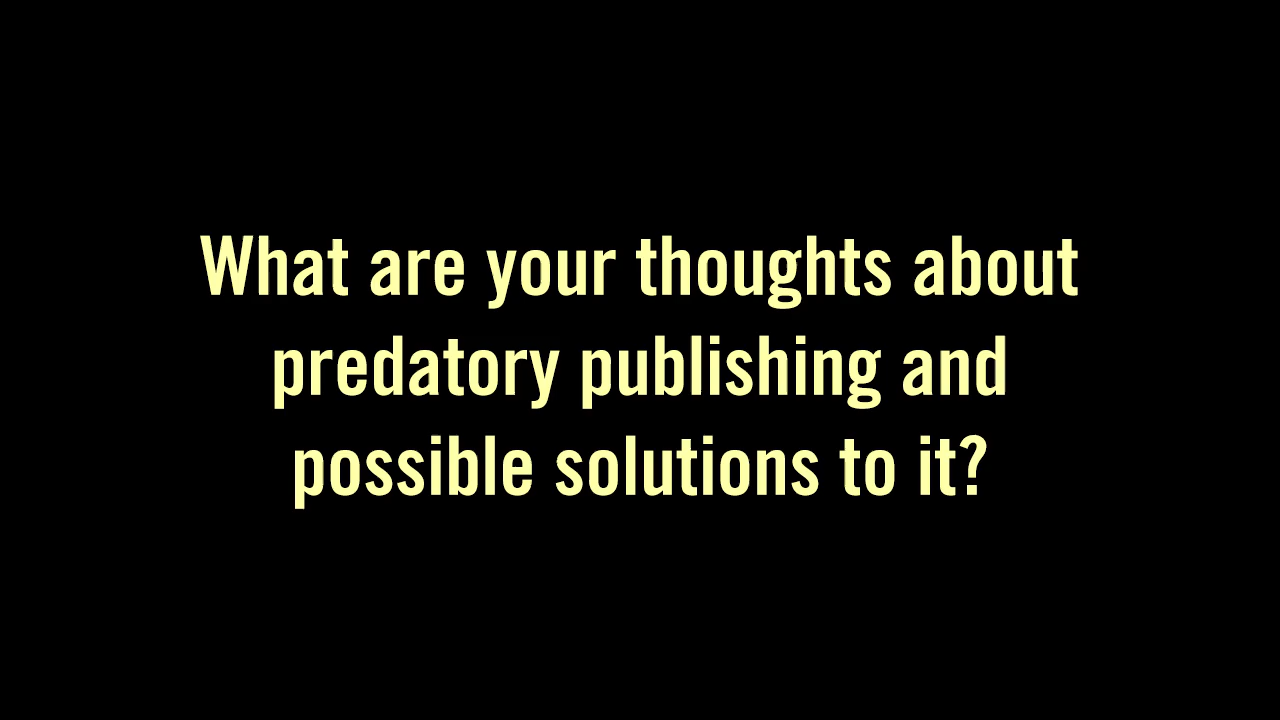 What are your thoughts about
predatory publishing and
possible solutions to it?